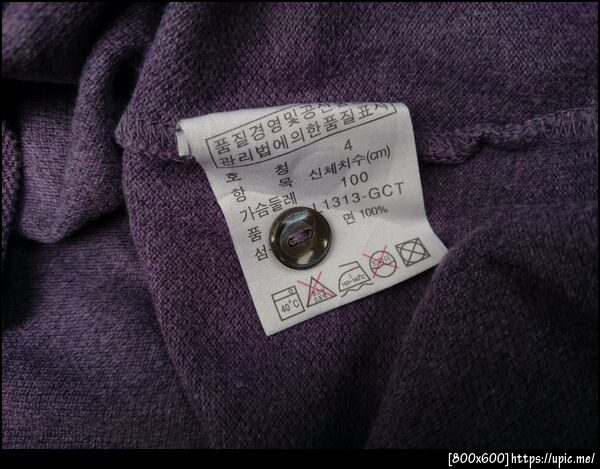 품질경영및공산품
관리법에의한품질표시
호 칭 4
항 목 신체치수(cm)
가슴둘레 100
품 L1313-GCT
섬 면 100%
40°C
[800x600]https://upic.me/